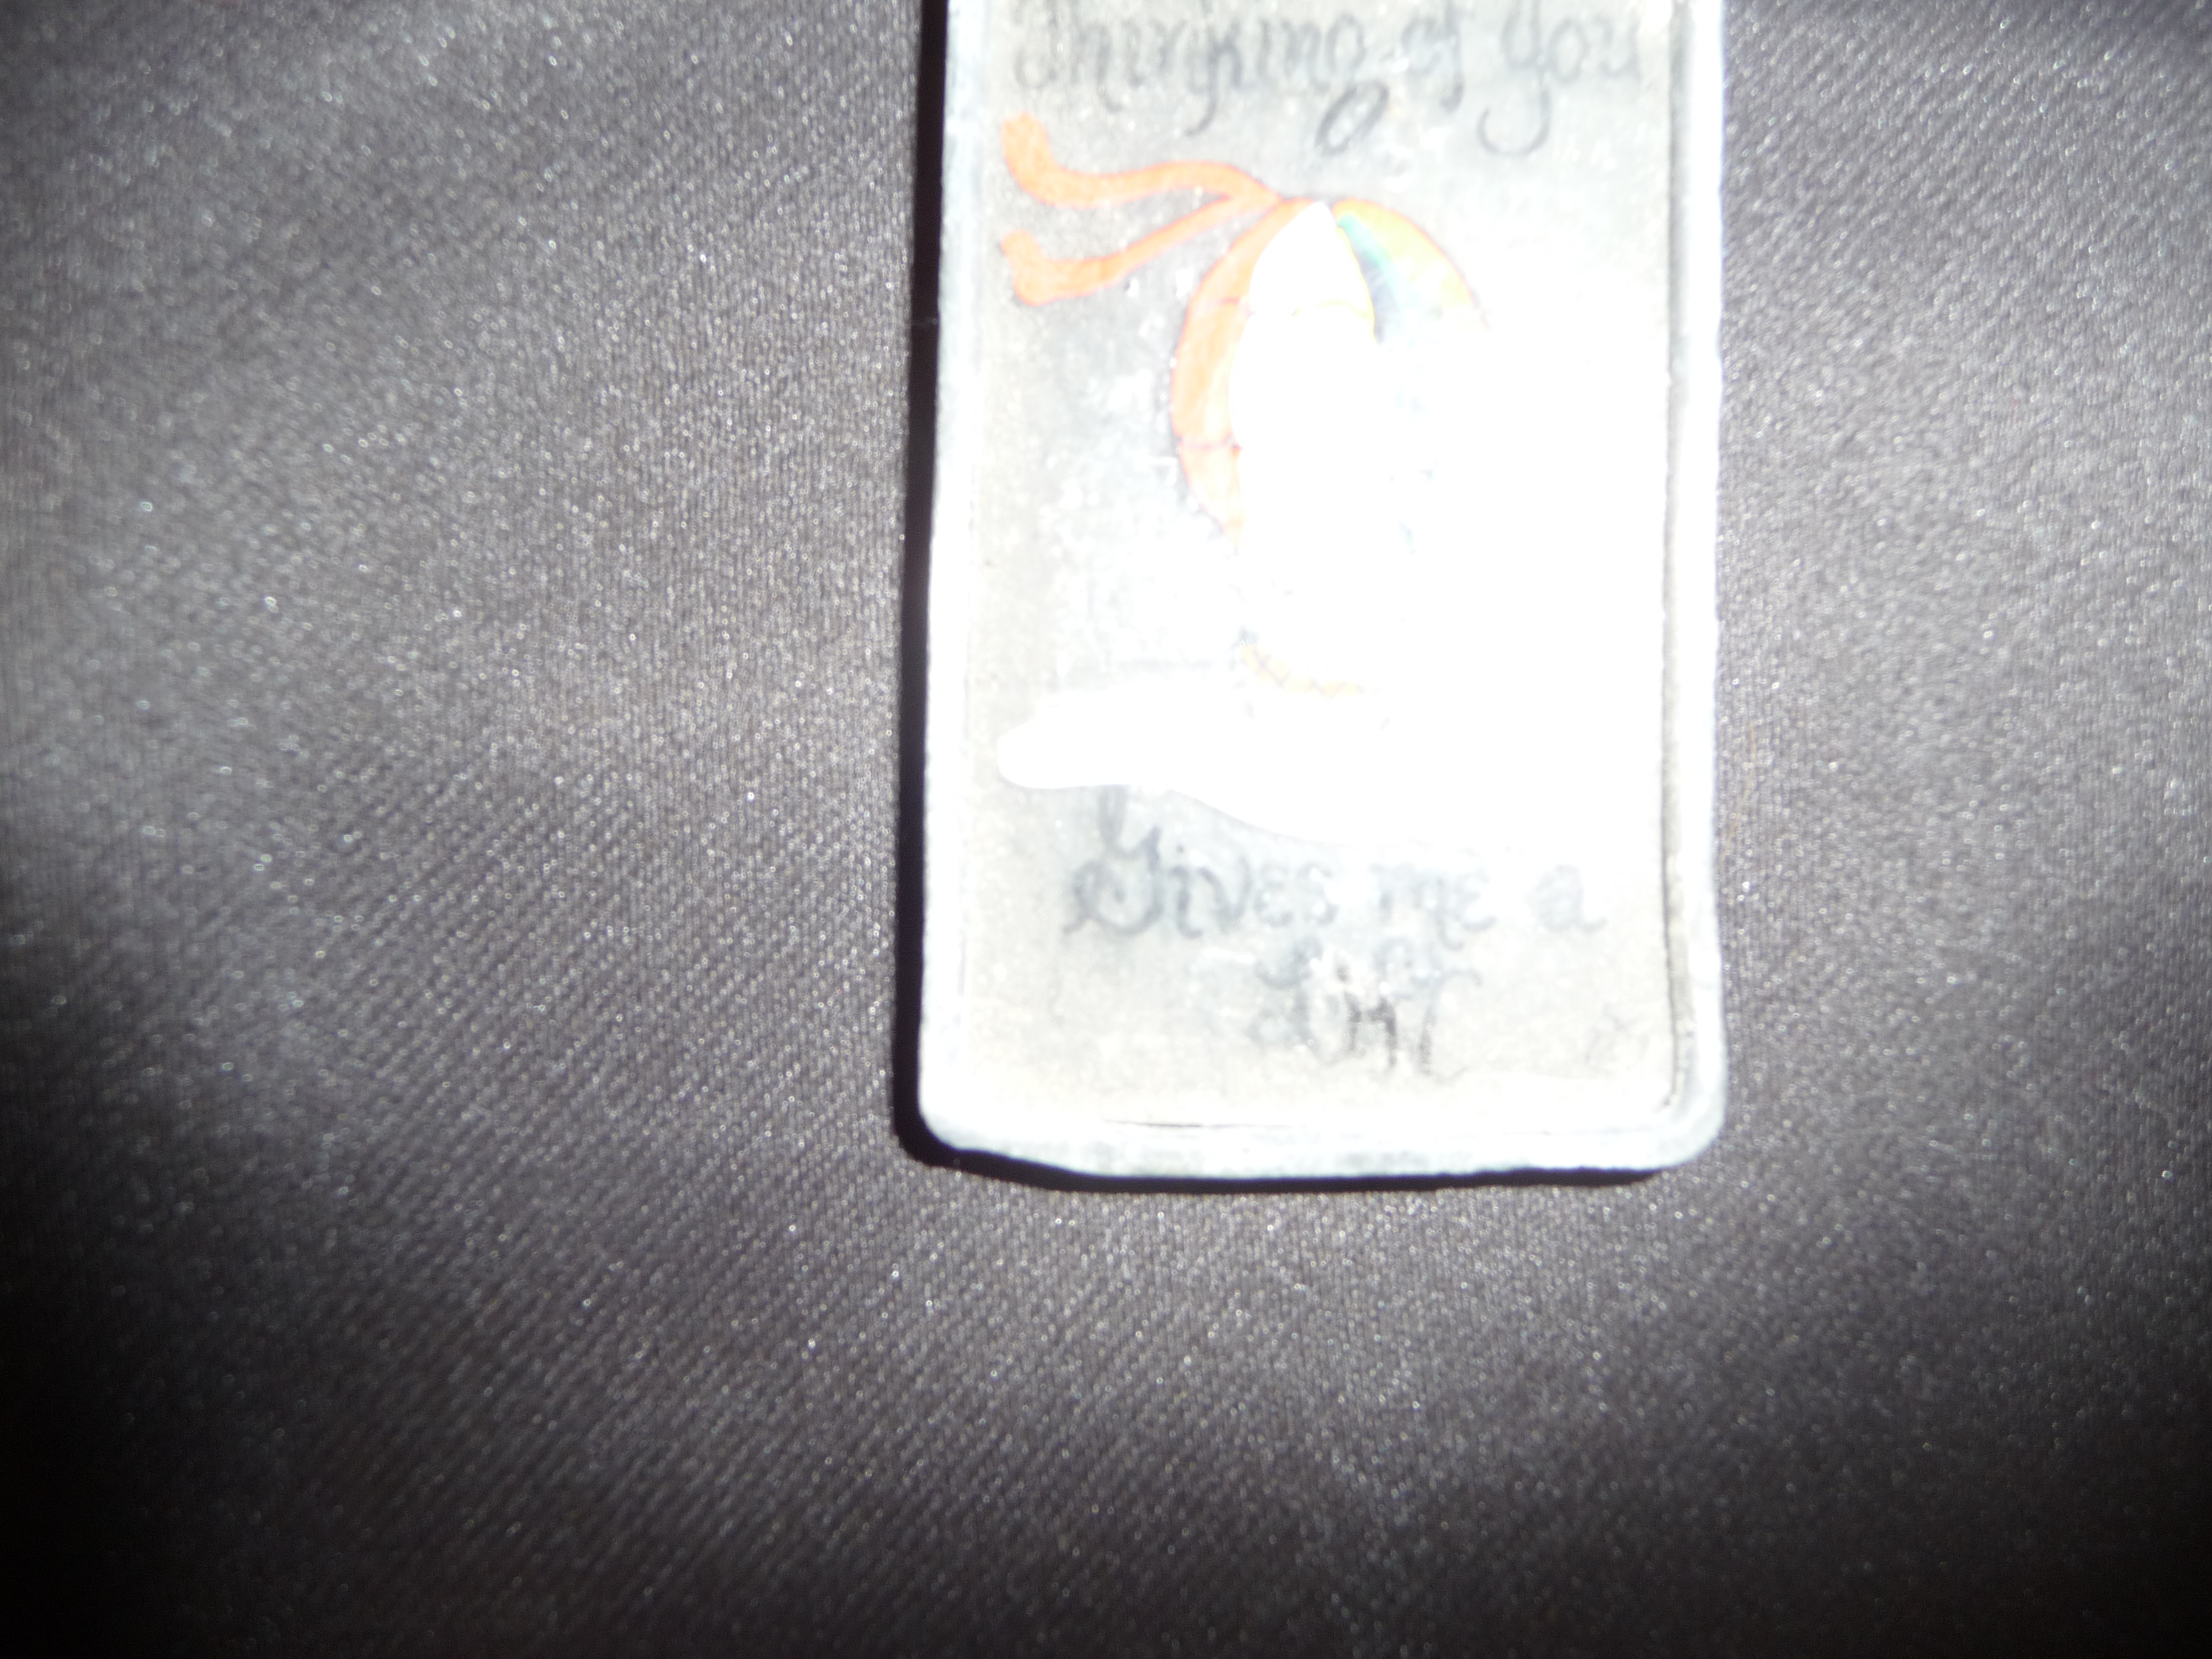 Thinking of You
Gives me a
Lift